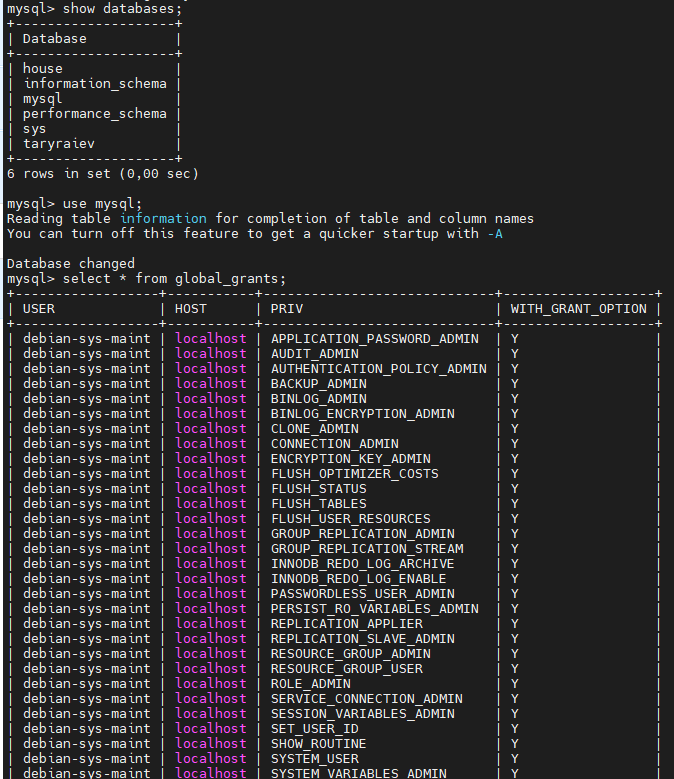 mysql> show databases;
+--------------------+
| Database           |
+--------------------+
| house              |
| information_schema |
| mysql              |
| performance_schema |
| sys                |
| taryraiev          |
+--------------------+
6 rows in set (0,00 sec)
mysql> use mysql;
Reading table information for completion of table and column names
You can turn off this feature to get a quicker startup with -A
Database changed
mysql> select * from global_grants;
+------------------+-----------+----------------------------+-------------------+
| USER             | HOST      | PRIV                       | WITH_GRANT_OPTION |
+------------------+-----------+----------------------------+-------------------+
| debian-sys-maint | localhost | APPLICATION_PASSWORD_ADMIN | Y                 |
| debian-sys-maint | localhost | AUDIT_ADMIN                | Y                 |
| debian-sys-maint | localhost | AUTHENTICATION_POLICY_ADMIN | Y                 |
| debian-sys-maint | localhost | BACKUP_ADMIN               | Y                 |
| debian-sys-maint | localhost | BINLOG_ADMIN               | Y                 |
| debian-sys-maint | localhost | BINLOG_ENCRYPTION_ADMIN    | Y                 |
| debian-sys-maint | localhost | CLONE_ADMIN                | Y                 |
| debian-sys-maint | localhost | CONNECTION_ADMIN           | Y                 |
| debian-sys-maint | localhost | ENCRYPTION_KEY_ADMIN       | Y                 |
| debian-sys-maint | localhost | FLUSH_OPTIMIZER_COSTS      | Y                 |
| debian-sys-maint | localhost | FLUSH_STATUS               | Y                 |
| debian-sys-maint | localhost | FLUSH_TABLES               | Y                 |
| debian-sys-maint | localhost | FLUSH_USER_RESOURCES       | Y                 |
| debian-sys-maint | localhost | GROUP_REPLICATION_ADMIN    | Y                 |
| debian-sys-maint | localhost | GROUP_REPLICATION_STREAM   | Y                 |
| debian-sys-maint | localhost | INNODB_REDO_LOG_ARCHIVE    | Y                 |
| debian-sys-maint | localhost | INNODB_REDO_LOG_ENABLE     | Y                 |
| debian-sys-maint | localhost | PASSWORDLESS_USER_ADMIN    | Y                 |
| debian-sys-maint | localhost | PERSIST_RO_VARIABLES_ADMIN | Y                 |
| debian-sys-maint | localhost | REPLICATION_APPLIER        | Y                 |
| debian-sys-maint | localhost | REPLICATION_SLAVE_ADMIN    | Y                 |
| debian-sys-maint | localhost | RESOURCE_GROUP_ADMIN       | Y                 |
| debian-sys-maint | localhost | RESOURCE_GROUP_USER        | Y                 |
| debian-sys-maint | localhost | ROLE_ADMIN                 | Y                 |
| debian-sys-maint | localhost | SERVICE_CONNECTION_ADMIN   | Y                 |
| debian-sys-maint | localhost | SESSION_VARIABLES_ADMIN    | Y                 |
| debian-sys-maint | localhost | SET_USER_ID                | Y                 |
| debian-sys-maint | localhost | SHOW_ROUTINE               | Y                 |
| debian-sys-maint | localhost | SYSTEM_USER                | Y                 |
| debian-sys-maint | localhost | SYSTEM_VARIABLES_ADMIN     | Y                 |